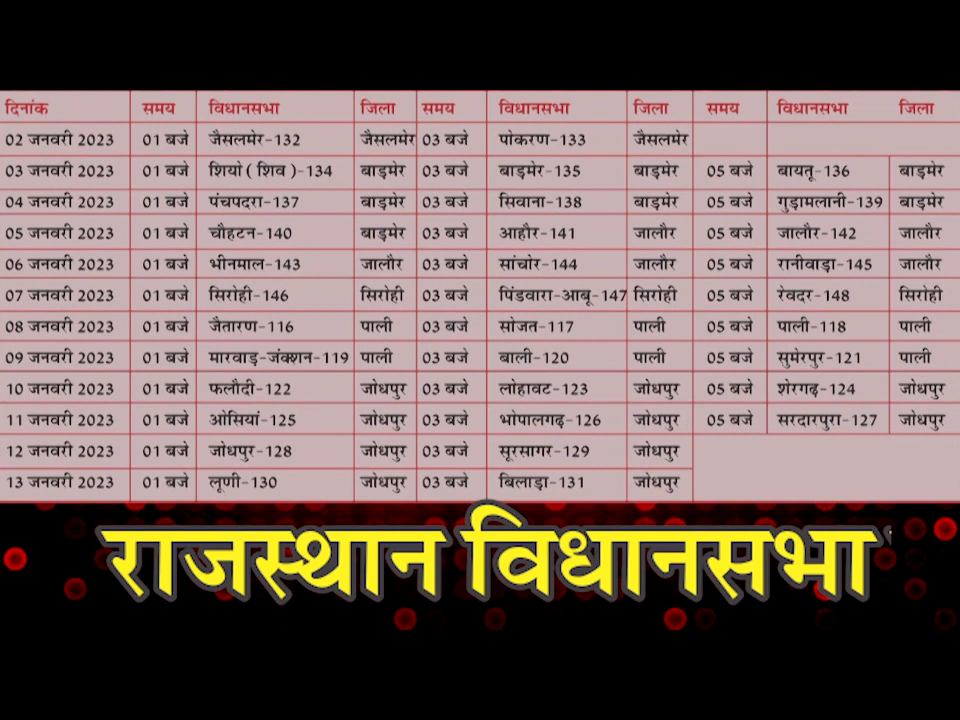 दिनांक समय विधानसभा जिला समय विधानसभा जिला समय विधानसभा जिला
02 जनवरी 2023 01 बजे जैसलमेर-132 जैसलमेर 03 बजे पोकरण-133 जैसलमेर
03 जनवरी 2023 01 बजे शियों ( शिव )-134 बाड़मेर 03 बजे बाड़मेर-135 बाड़मेर 05 बजे बायतू-136 बाड़मेर
04 जनवरी 2023 01 बजे पंचपदरा-137 बाड़मेर 03 बजे सिवाना-138 बाड़मेर 05 बजे गुड़ामलानी-139 बाड़मेर
05 जनवरी 2023 01 बजे चौहटन-140 बाड़मेर 03 बजे आहौर-141 जालौर 05 बजे जालौर-142 जालौर
06 जनवरी 2023 01 बजे भीनमाल-143 जालौर 03 बजे सांचोर-144 जालौर 05 बजे रानीवाड़ा-145 जालौर
07 जनवरी 2023 01 बजे सिरोही-146 सिरोही 03 बजे पिंडवारा-आबू-147 सिरोही 05 बजे रेवदर-148 सिरोही
08 जनवरी 2023 01 बजे जैतारण-116 पाली 03 बजे सोजत-117 पाली 05 बजे पाली-118 पाली
09 जनवरी 2023 01 बजे मारवाड़-जंक्शन-119 पाली 03 बजे बाली-120 पाली 05 बजे सुमेरपुर-121 पाली
10 जनवरी 2023 01 बजे फलौदी-122 जोधपुर 03 बजे लोहावट-123 जोधपुर 05 बजे शेरगढ़-124 जोधपुर
11 जनवरी 2023 01 बजे ओसियां-125 जोधपुर 03 बजे भोपालगढ़-126 जोधपुर 05 बजे सरदारपुरा-127 जोधपुर
12 जनवरी 2023 01 बजे जोधपुर-128 जोधपुर 03 बजे सूरसागर-129 जोधपुर
13 जनवरी 2023 01 बजे लूणी-130 जोधपुर 03 बजे बिलाड़ा-131 जोधपुर
राजस्थान विधानसभा